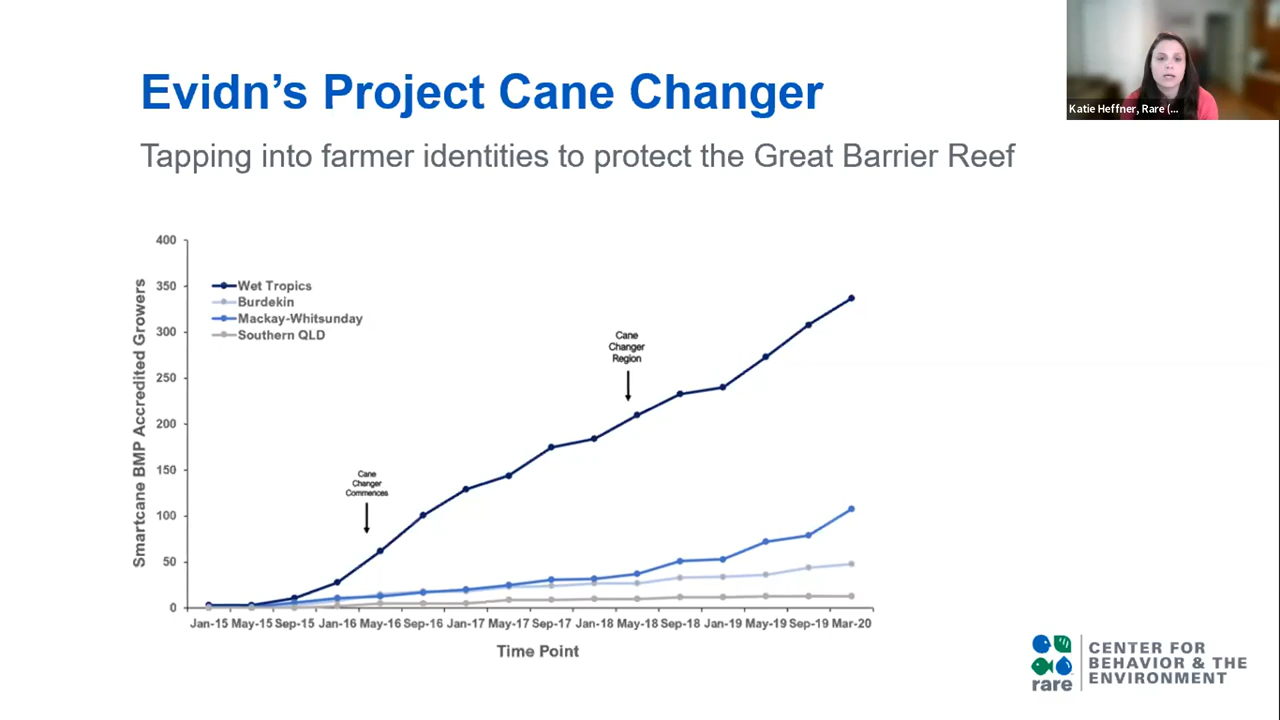 Evidn's Project Cane Changer
Tapping into farmer identities to protect the Great Barrier Reef
Katie Heffner, Rare (...
Smartcane BMP Accredited Growers
400
350
300
250
200
150
100
50
0
Wet Tropics
Burdekin
Mackay-Whitsunday
Southern QLD
Cane
Changer
Commences
Cane
Changer
Region
Jan-15 May-15 Sep-15 Jan-16 May-16 Sep-16 Jan-17 May-17 Sep-17 Jan-18 May-18 Sep-18 Jan-19 May-19 Sep-19 Mar-20
Time Point
rare
CENTER FOR
BEHAVIOR & THE
ENVIRONMENT